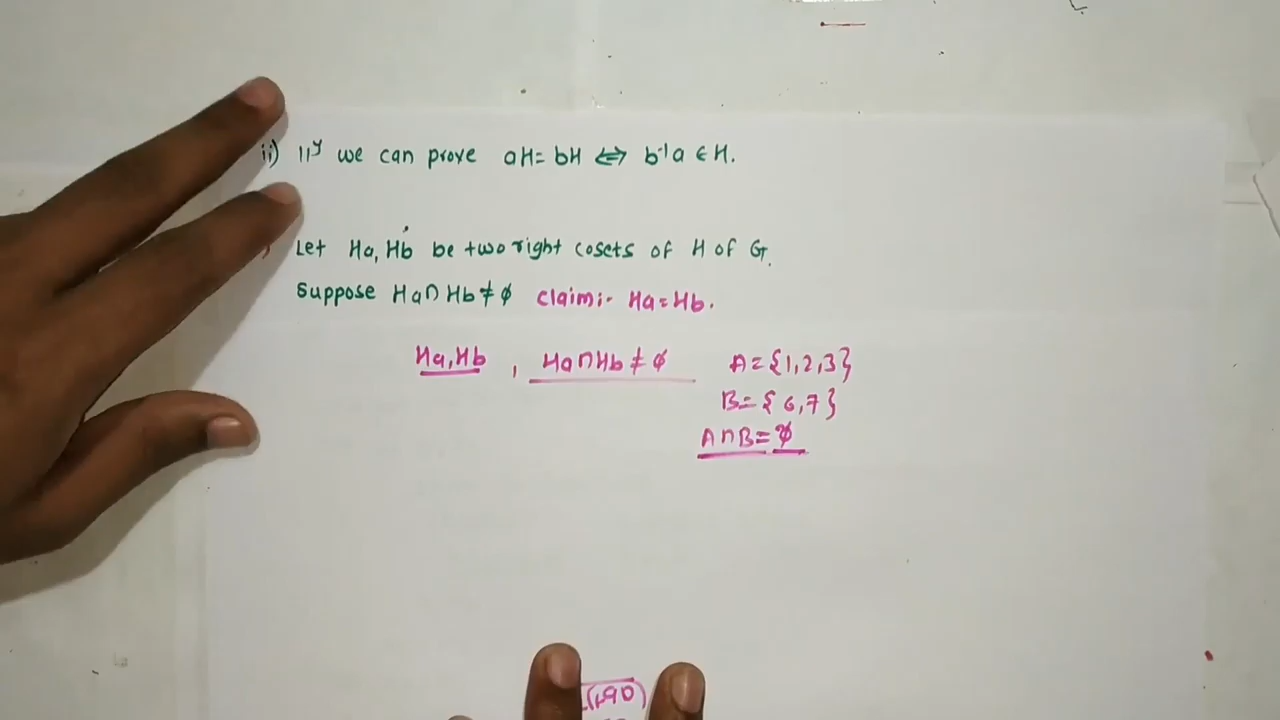 ii) llly we can prove aH = bH ⇔ b⁻¹a ∈ H.
Let Ha, Hb be two right cosets of H of G.
Suppose Ha ∩ Hb ≠ ϕ claim:- Ha = Hb.
Ha, Hb , Ha ∩ Hb ≠ ϕ A = {1,2,3}
B = {6,7}
A ∩ B = ϕ